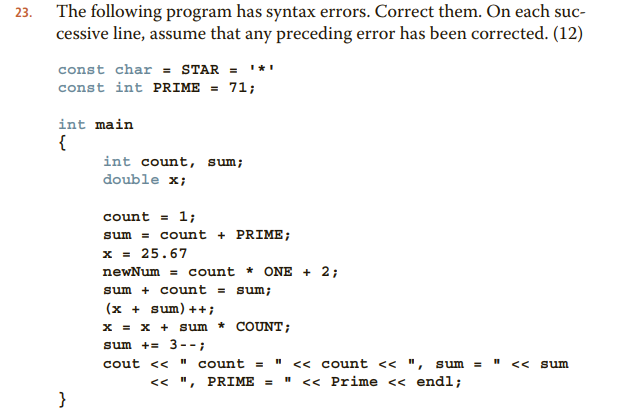 23. The following program has syntax errors. Correct them. On each suc-
cessive line, assume that any preceding error has been corrected. (12)
const char = STAR = '*'
const int PRIME = 71;
int main
{
int count, sum;
double x;
count = 1;
sum = count + PRIME;
x = 25.67
newNum = count * ONE + 2;
sum + count = sum;
(x + sum)++;
x = x + sum * COUNT;
sum += 3--;
cout << " count = " << count << ", sum = " << sum
<< ", PRIME = " << Prime << endl;
}